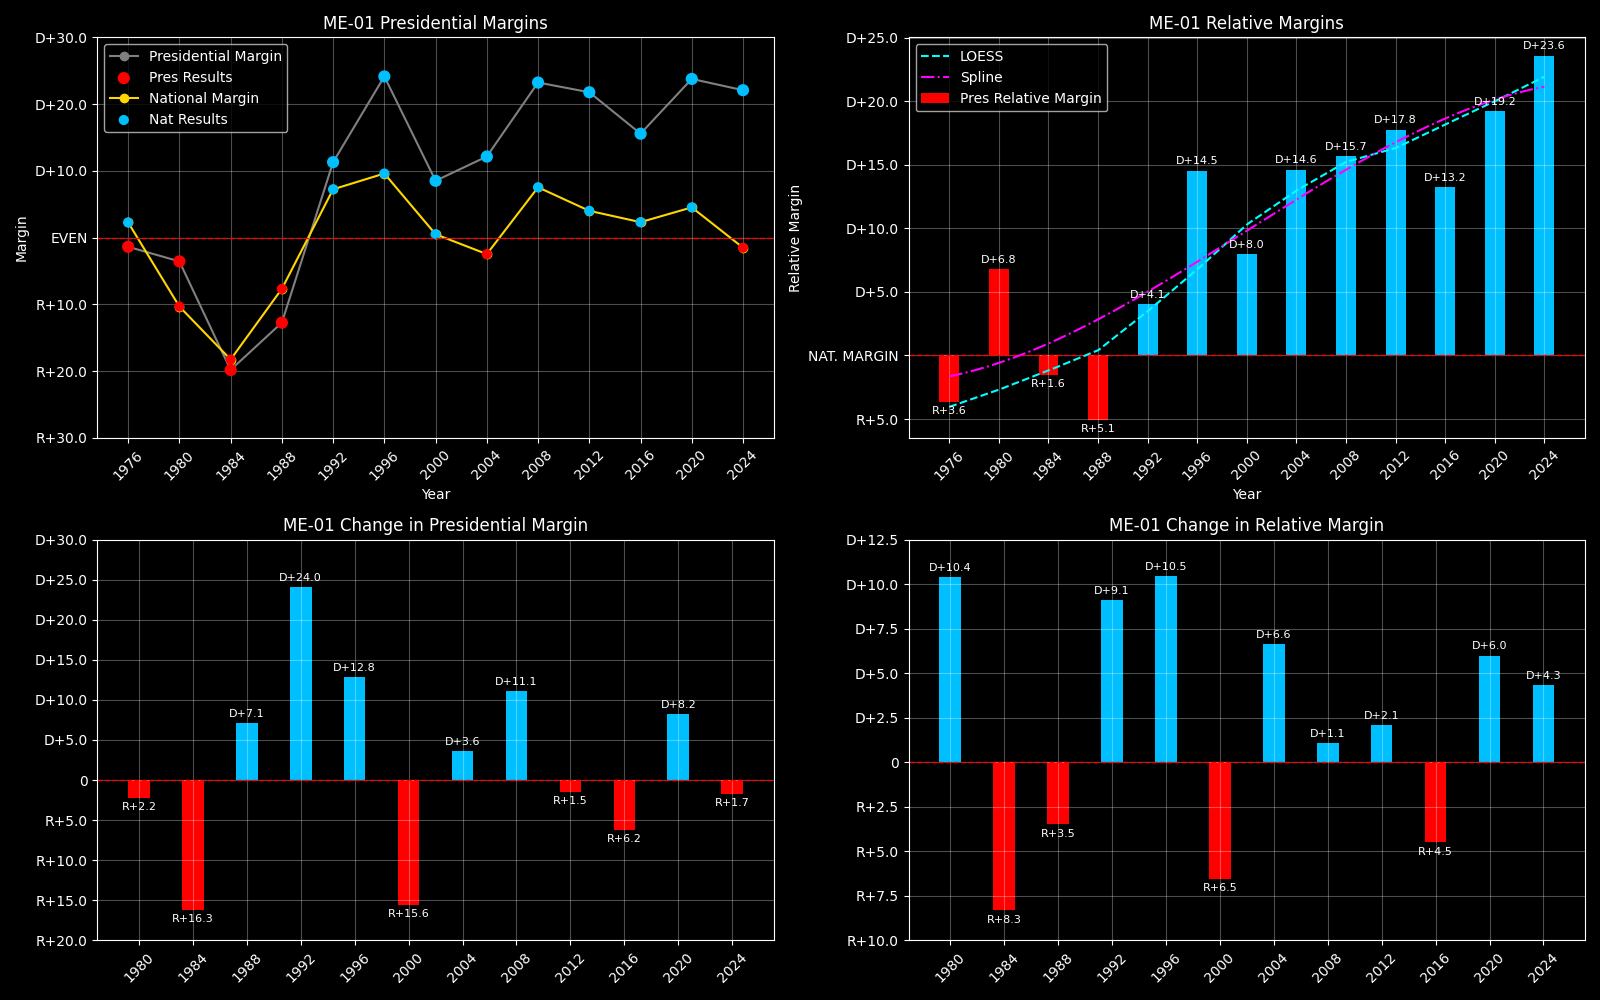 ME-01 Presidential Margins
D+30.0
D+20.0
D+10.0
EVEN
R+10.0
R+20.0
R+30.0
Margin
Presidential Margin
Pres Results
National Margin
Nat Results
1976
1980
1984
1988
1992
1996
2000
2004
2008
2012
2016
2020
2024
Year
ME-01 Relative Margins
D+25.0
D+20.0
D+15.0
D+10.0
D+5.0
NAT. MARGIN
R+5.0
Relative Margin
LOESS
Spline
Pres Relative Margin
R+3.6
D+6.8
R+1.6
R+5.1
D+4.1
D+14.5
D+8.0
D+14.6
D+15.7
D+17.8
D+13.2
D+19.2
D+23.6
1976
1980
1984
1988
1992
1996
2000
2004
2008
2012
2016
2020
2024
Year
ME-01 Change in Presidential Margin
D+30.0
D+25.0
D+20.0
D+15.0
D+10.0
D+5.0
0
R+5.0
R+10.0
R+15.0
R+20.0
R+2.2
R+16.3
D+7.1
D+24.0
D+12.8
R+15.6
D+3.6
D+11.1
R+1.5
R+6.2
D+8.2
R+1.7
1980
1984
1988
1992
1996
2000
2004
2008
2012
2016
2020
2024
ME-01 Change in Relative Margin
D+12.5
D+10.0
D+7.5
D+5.0
D+2.5
0
R+2.5
R+5.0
R+7.5
R+10.0
D+10.4
R+8.3
R+3.5
D+9.1
D+10.5
R+6.5
D+6.6
D+1.1
D+2.1
R+4.5
D+6.0
D+4.3
1980
1984
1988
1992
1996
2000
2004
2008
2012
2016
2020
2024